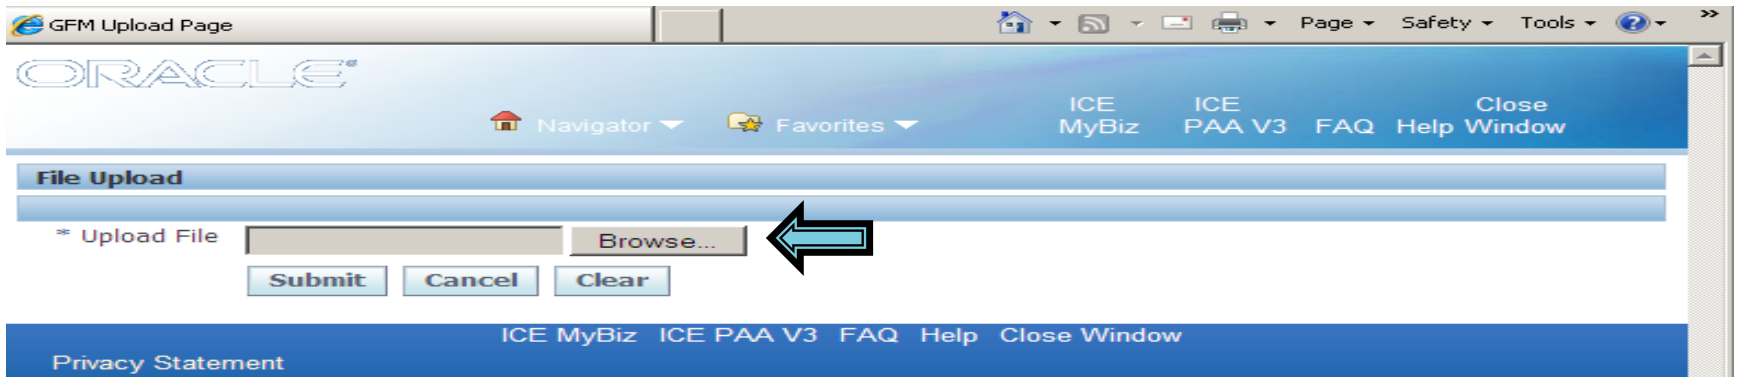 GFM Upload Page
Page Safety Tools
ORACLE
Navigator Favorites ICE MyBiz ICE PAA V3 FAQ Help Close Window
File Upload
* Upload File Browse...
Submit Cancel Clear
ICE MyBiz ICE PAA V3 FAQ Help Close Window
Privacy Statement